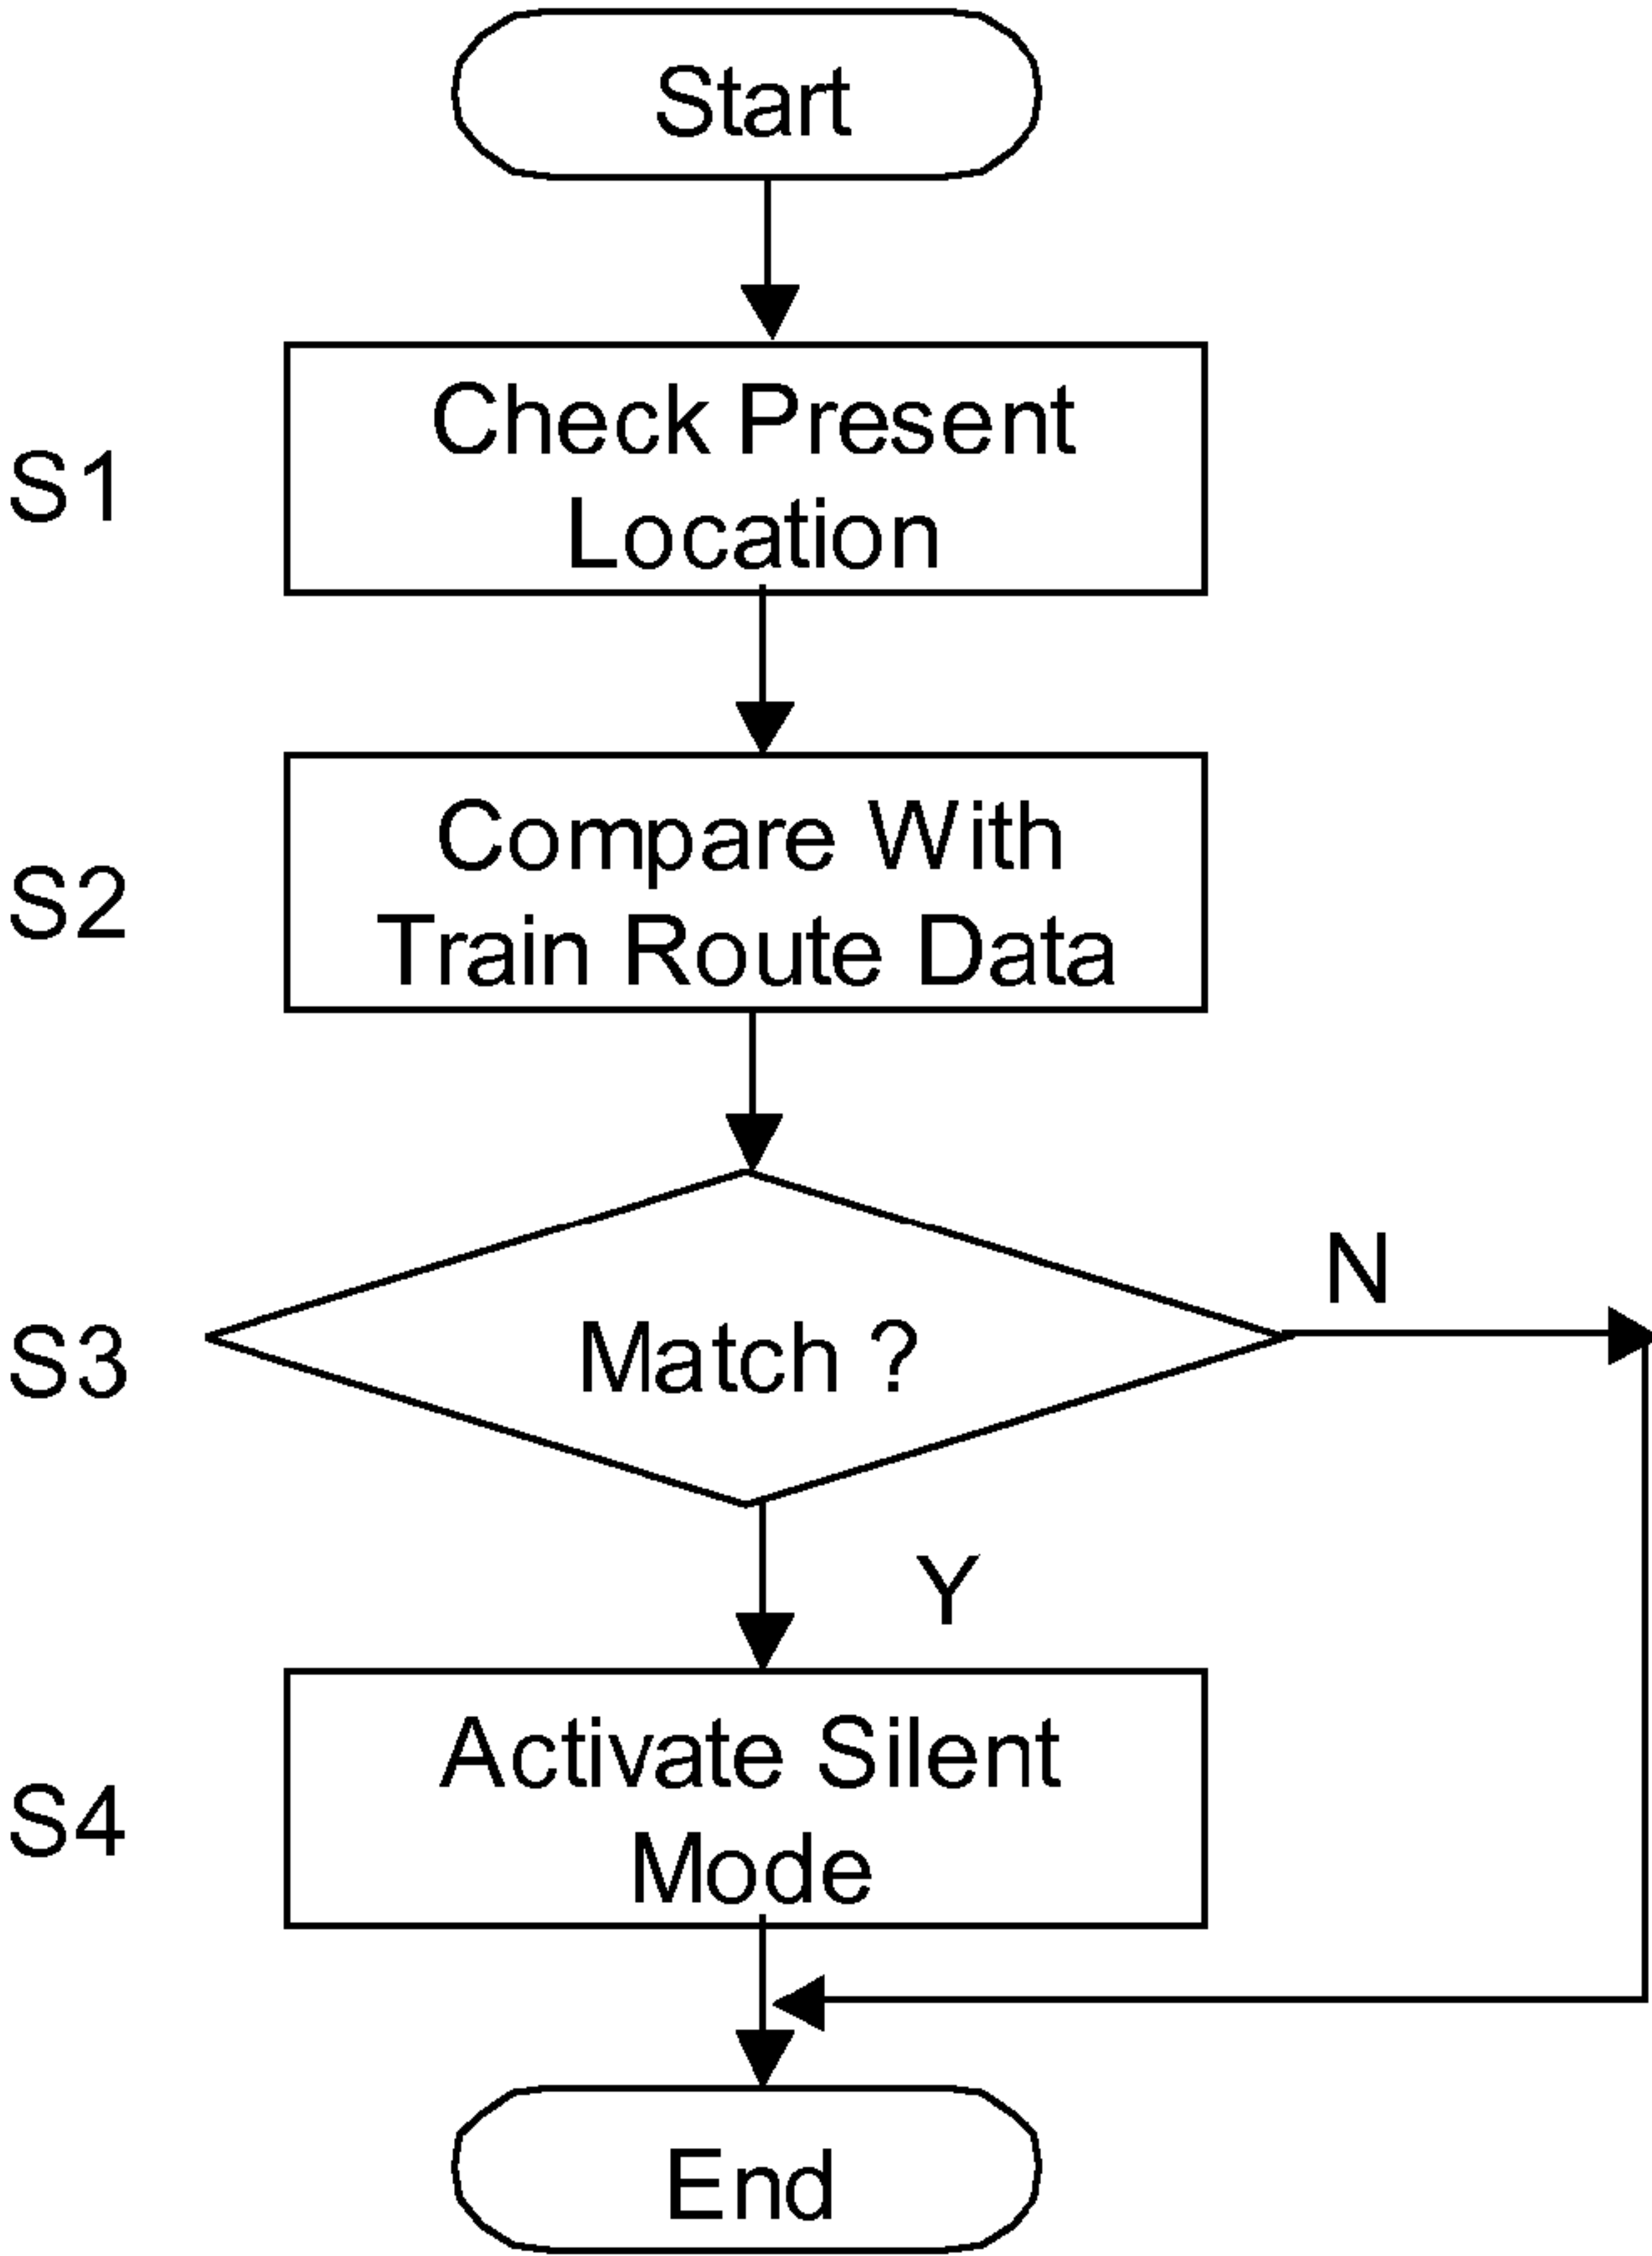 Start
S1
Check Present
Location
S2
Compare With
Train Route Data
S3
Match ?
N
Y
S4
Activate Silent
Mode
End